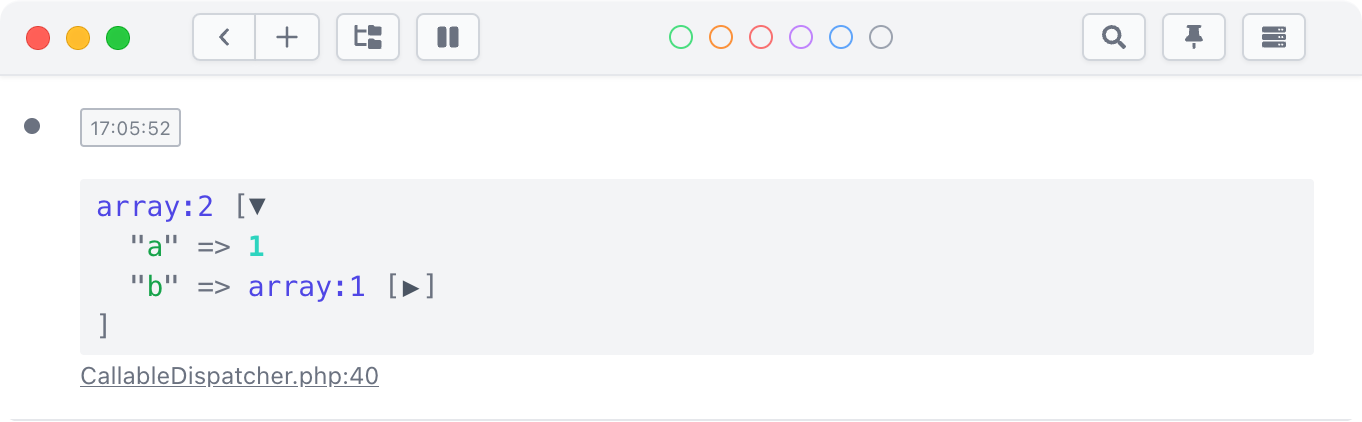 17:05:52
array:2 [▼
  "a" => 1
  "b" => array:1 [▶]
]
CallableDispatcher.php:40